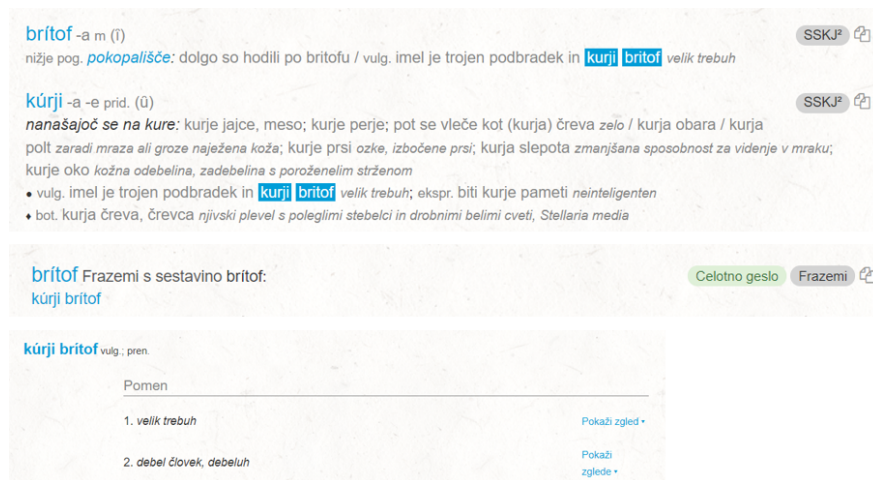 brítof -a m (ȋ) SSKJ²
nižje pog. pokopališče: dolgo so hodili po britofu / vulg. imel je trojen podbradek in kurji britof velik trebuh
kúrji -a -e prid. (ȗ) SSKJ²
nanašajoč se na kure: kurje jajce, meso; kurje perje; pot se vleče kot (kurja) čreva zelo / kurja obara / kurja
polt zaradi mraza ali groze naježena koža; kurje prsi ozke, izbočene prsi; kurja slepota zmanjšana sposobnost za videnje v mraku;
kurje oko kožna odebelina, zadebelina s poroženelim strženom
● vulg. imel je trojen podbradek in kurji britof velik trebuh; ekspr. biti kurje pameti neinteligenten
♦ bot. kurja čreva, črevca njivski plevel s poleglimi stebelci in drobnimi belimi cveti, Stellaria media
brítof Frazemi s sestavino brítof: Celotno geslo Frazemi
kúrji brítof
kúrji brítof vulg.; pren.
Pomen
1. velik trebuh Pokaži zgled
2. debel človek, debeluh Pokaži
zglede